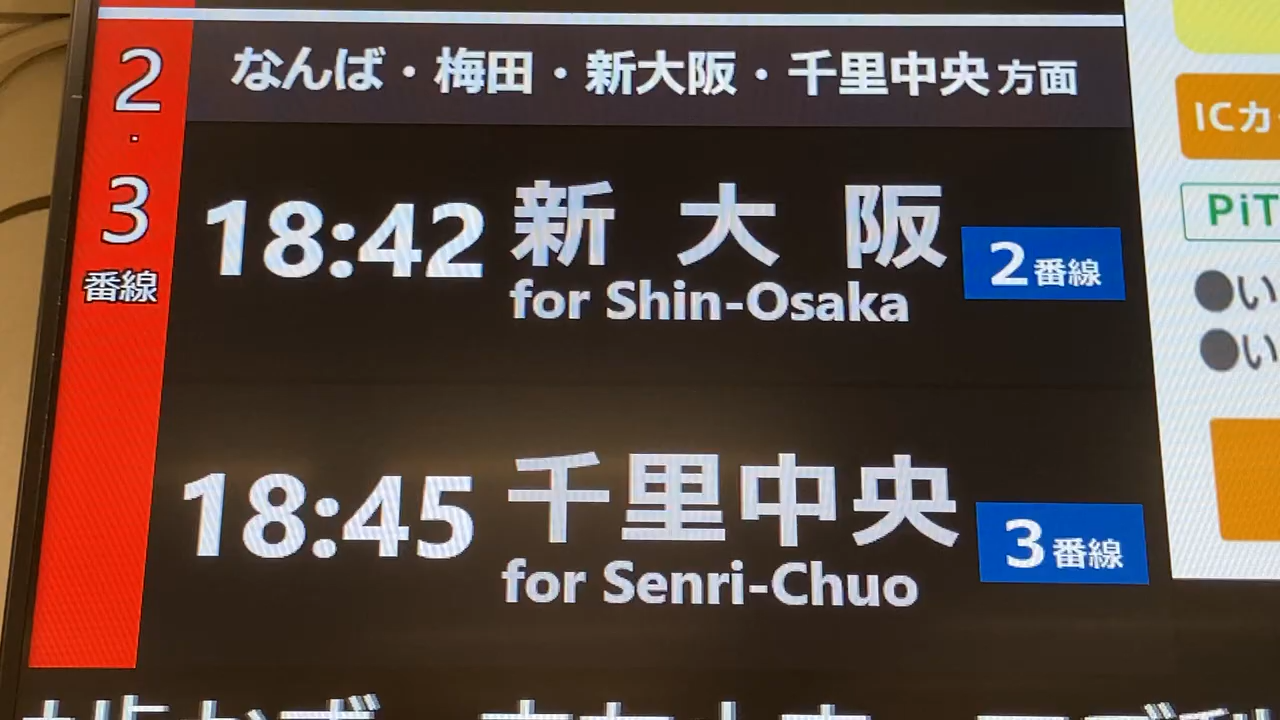 2・3番線
なんば・梅田・新大阪・千里中央方面
18:42 新大阪 2番線
for Shin-Osaka
18:45 千里中央 3番線
for Senri-Chuo
ICカ
PiT
●い
●い